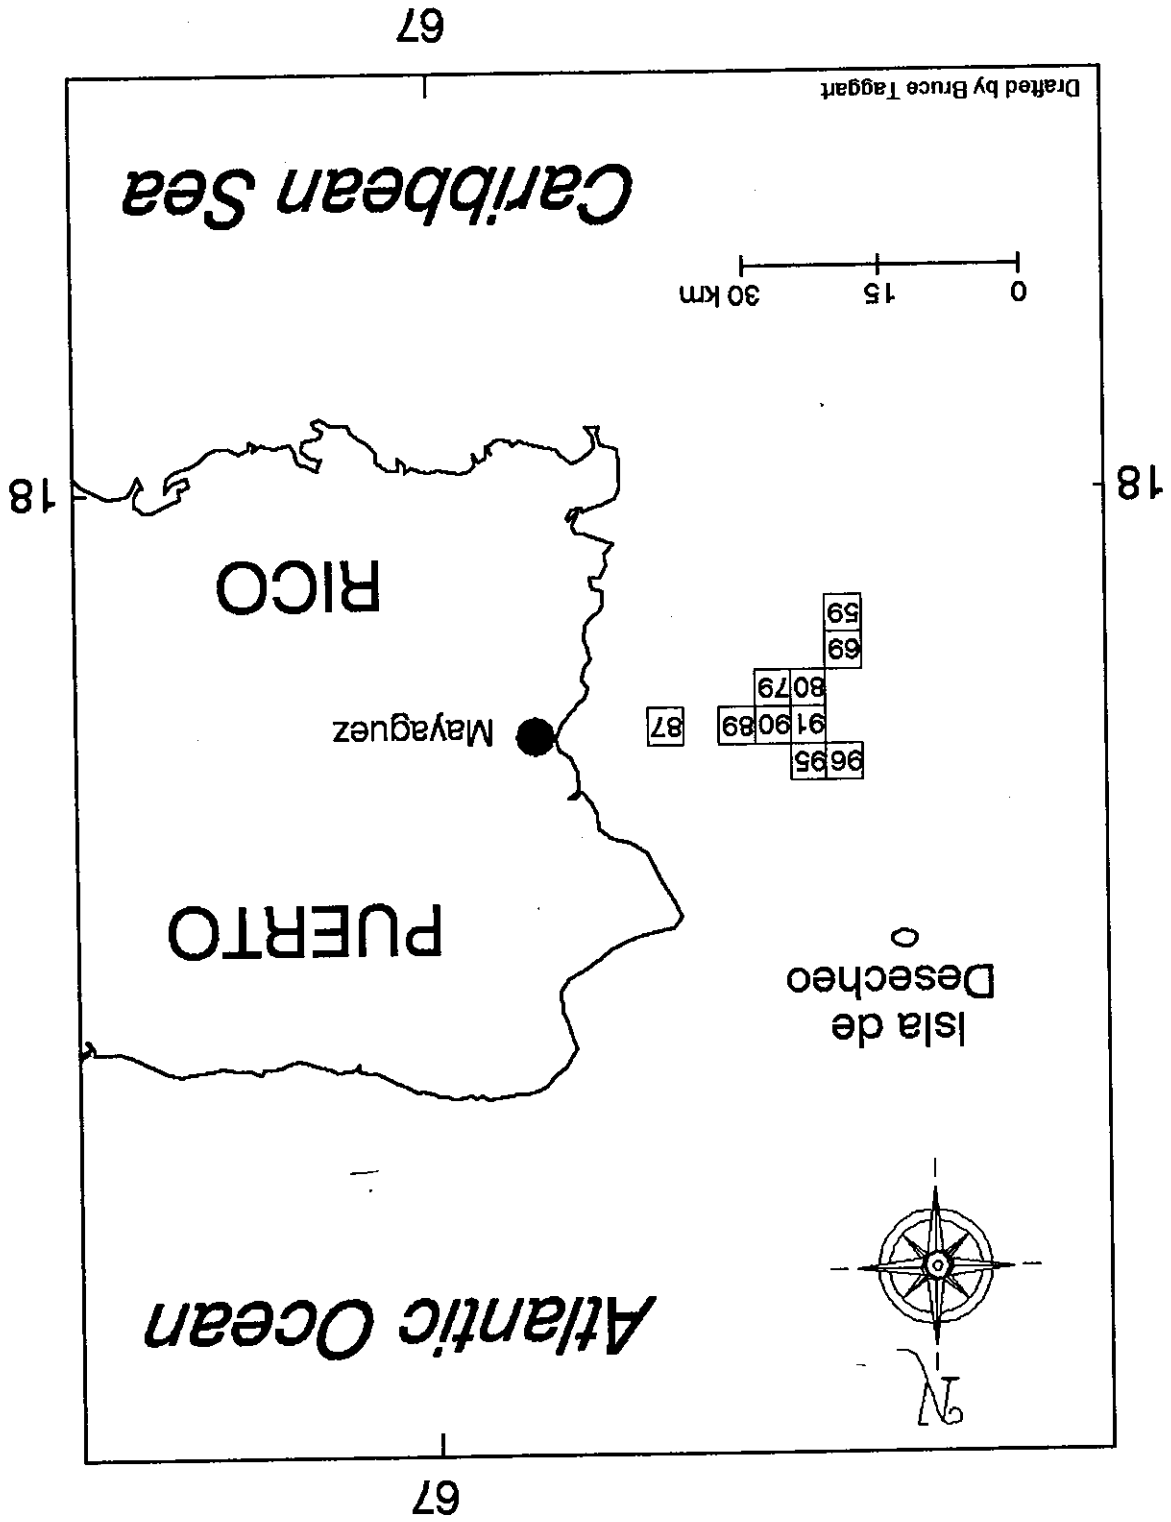 67
N
Atlantic Ocean
Isla de
Desecheo
PUERTO
96 95
91 90 89 87
Mayaguez
80 79
69
59
RICO
18 18
0 15 30 km
Caribbean Sea
Drafted by Bruce Taggart
67